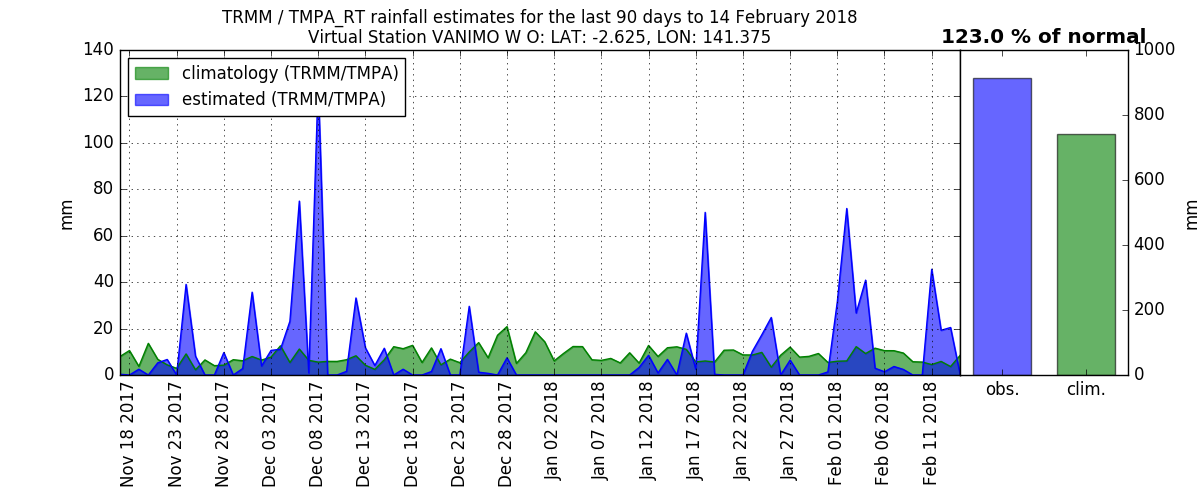 TRMM / TMPA_RT rainfall estimates for the last 90 days to 14 February 2018
Virtual Station VANIMO W O: LAT: -2.625, LON: 141.375
123.0 % of normal
climatology (TRMM/TMPA)
estimated (TRMM/TMPA)
mm
140
120
100
80
60
40
20
0
Nov 18 2017
Nov 23 2017
Nov 28 2017
Dec 03 2017
Dec 08 2017
Dec 13 2017
Dec 18 2017
Dec 23 2017
Dec 28 2017
Jan 02 2018
Jan 07 2018
Jan 12 2018
Jan 17 2018
Jan 22 2018
Jan 27 2018
Feb 01 2018
Feb 06 2018
Feb 11 2018
obs.
clim.
1000
800
600
400
200
0
mm